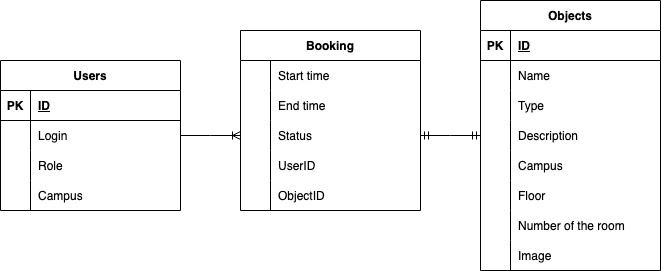 Users
PK ID
Login
Role
Campus
Booking
Start time
End time
Status
UserID
ObjectID
Objects
PK ID
Name
Type
Description
Campus
Floor
Number of the room
Image